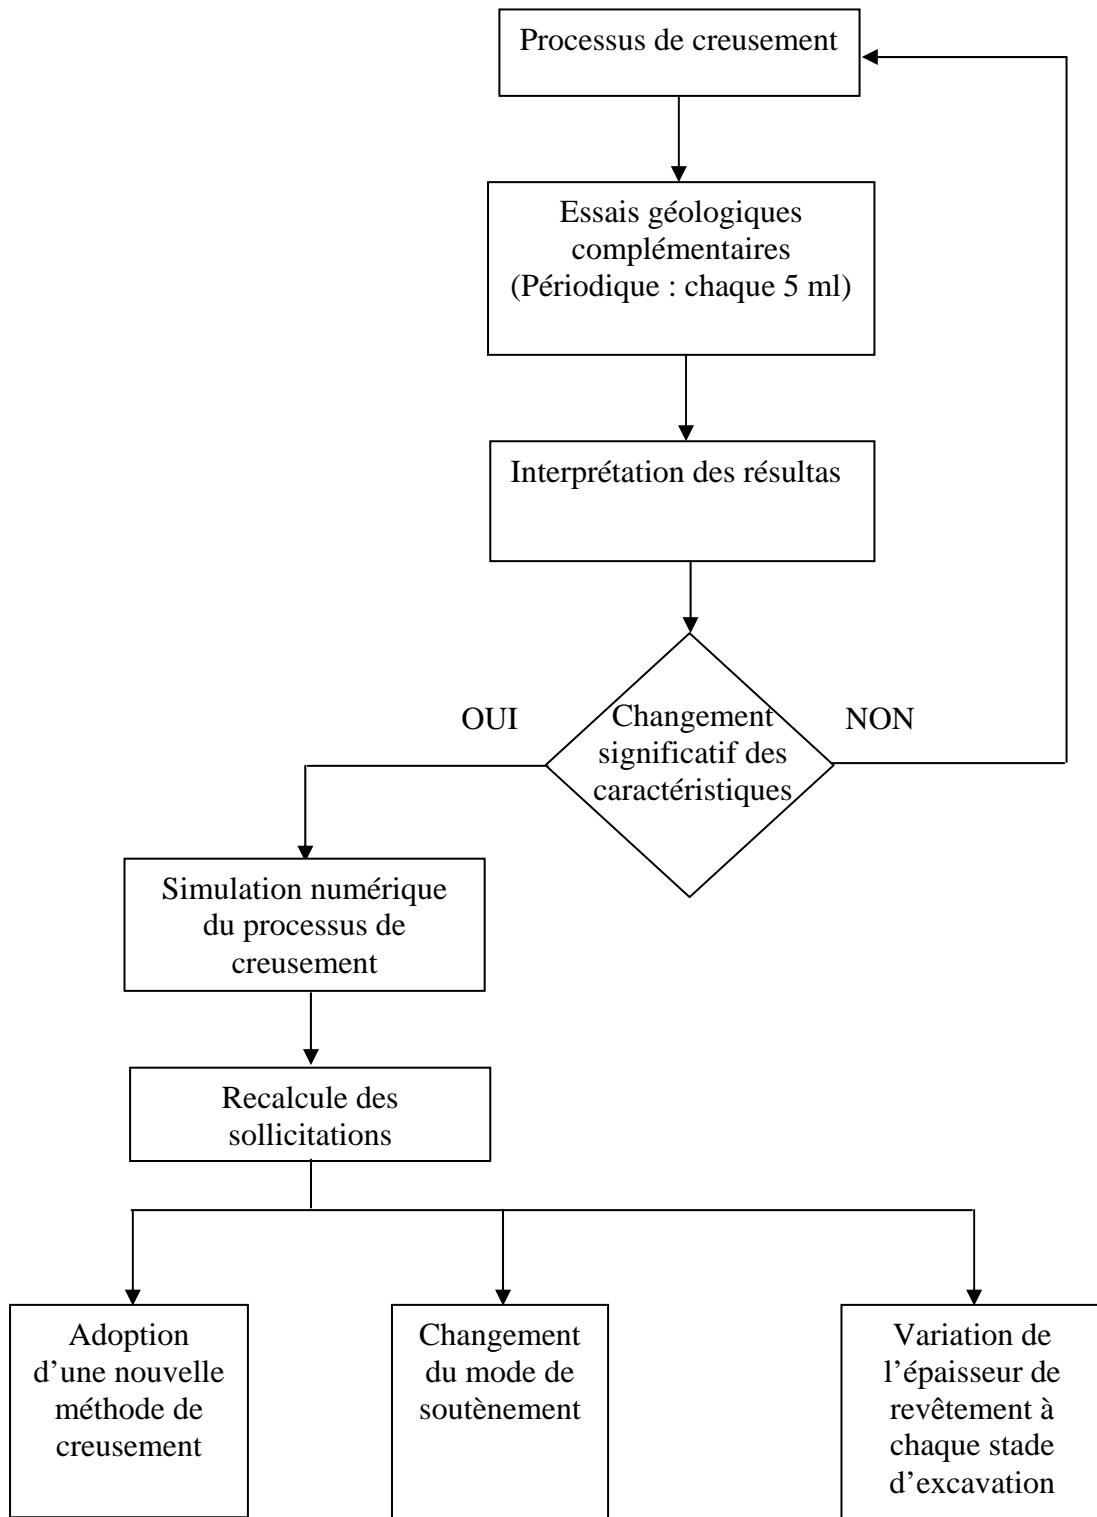 Processus de creusement
Essais géologiques
complémentaires
(Périodique : chaque 5 ml)
Interprétation des résultas
OUI
NON
Changement
significatif des
caractéristiques
Simulation numérique
du processus de
creusement
Recalcule des
sollicitations
Adoption
d’une nouvelle
méthode de
creusement
Changement
du mode de
soutènement
Variation de
l’épaisseur de
revêtement à
chaque stade
d’excavation